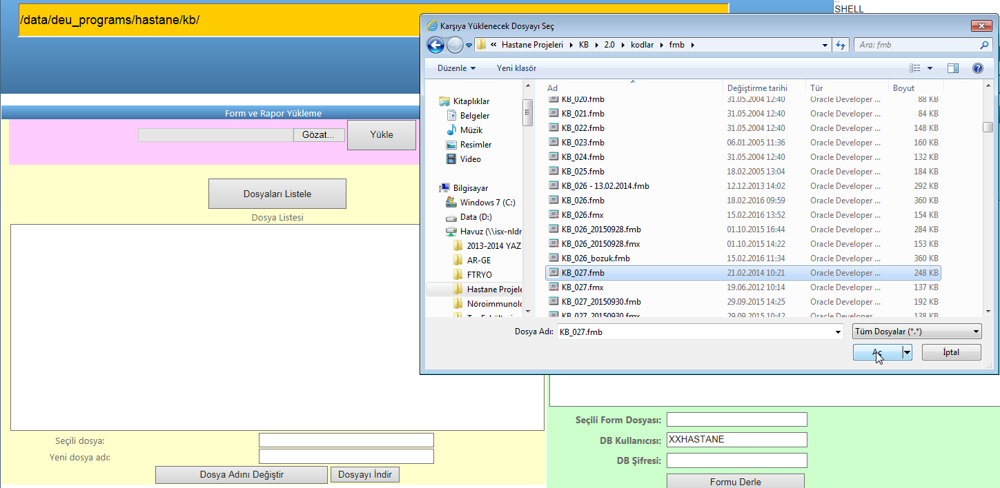 /data/deu_programs/hastane/kb/
SHELL
Karşıya Yüklenecek Dosyayı Seç
« Hastane Projeleri ▸ KB ▸ 2.0 ▸ kodlar ▸ fmb ▸
Ara: fmb
Düzenle
Yeni klasör
Form ve Rapor Yükleme
Gözat...
Yükle
Dosyaları Listele
Dosya Listesi
Kitaplıklar
Belgeler
Müzik
Resimler
Video
Bilgisayar
Windows 7 (C:)
Data (D:)
Havuz (\\isx-nldr
2013-2014 YAZ
AR-GE
FTRYO
Hastane Projele
Nöroimmunolo
Ad Değiştirme tarihi Tür Boyut
KB_020.fmb 31.05.2004 12:40 Oracle Developer ... 88 KB
KB_021.fmb 31.05.2004 12:40 Oracle Developer ... 84 KB
KB_022.fmb 31.05.2004 12:40 Oracle Developer ... 148 KB
KB_023.fmb 06.01.2005 11:36 Oracle Developer ... 160 KB
KB_024.fmb 31.05.2004 12:40 Oracle Developer ... 132 KB
KB_025.fmb 18.02.2005 13:04 Oracle Developer ... 184 KB
KB_026 - 13.02.2014.fmb 12.12.2013 14:02 Oracle Developer ... 292 KB
KB_026.fmb 18.02.2016 09:59 Oracle Developer ... 360 KB
KB_026.fmx 15.02.2016 13:52 Oracle Developer ... 154 KB
KB_026_20150928.fmb 01.10.2015 16:44 Oracle Developer ... 284 KB
KB_026_20150928.fmx 01.10.2015 14:22 Oracle Developer ... 153 KB
KB_026_bozuk.fmb 15.02.2016 11:34 Oracle Developer ... 360 KB
KB_027.fmb 21.02.2014 10:21 Oracle Developer ... 248 KB
KB_027.fmx 19.06.2012 10:14 Oracle Developer ... 137 KB
KB_027_20150930.fmb 29.09.2015 14:25 Oracle Developer ... 192 KB
KB_027_20150930.fmx 29.09.2015 10:42 Oracle Developer ... 138 KB
Dosya Adı: KB_027.fmb
Tüm Dosyalar (*.*)
Aç
İptal
Seçili dosya:
Yeni dosya adı:
Dosya Adını Değiştir
Dosyayı İndir
Seçili Form Dosyası:
DB Kullanıcısı: XXHASTANE
DB Şifresi:
Formu Derle